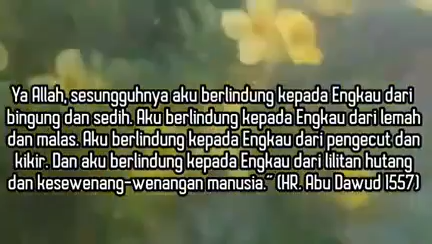 Ya Allah, sesungguhnya aku berlindung kepada Engkau dari
bingung dan sedih. Aku berlindung kepada Engkau dari lemah
dan malas. Aku berlindung kepada Engkau dari pengecut dan
kikir. Dan aku berlindung kepada Engkau dari lilitan hutang
dan kesewenang-wenangan manusia." (HR. Abu Dawud 1557)